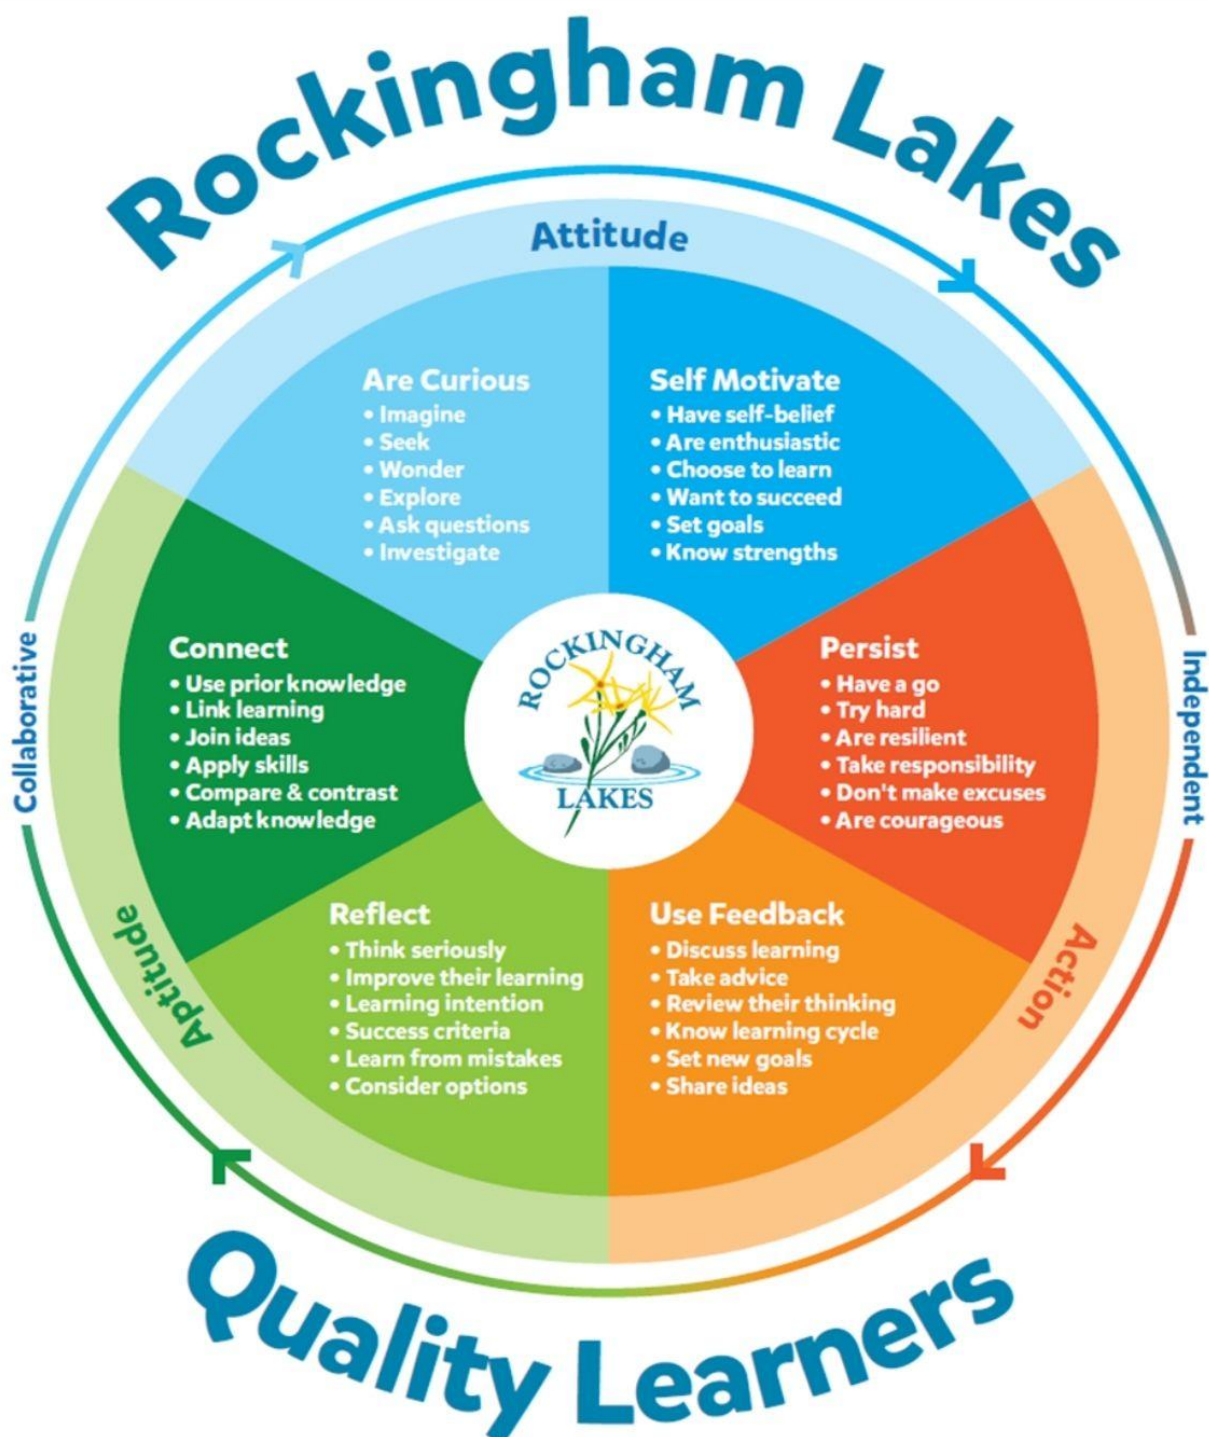 Rockingham Lakes
Attitude
Are Curious
• Imagine
• Seek
• Wonder
• Explore
• Ask questions
• Investigate
Self Motivate
• Have self-belief
• Are enthusiastic
• Choose to learn
• Want to succeed
• Set goals
• Know strengths
Collaborative
Connect
• Use prior knowledge
• Link learning
• Join ideas
• Apply skills
• Compare & contrast
• Adapt knowledge
ROCKINGHAM
LAKES
Persist
• Have a go
• Try hard
• Are resilient
• Take responsibility
• Don't make excuses
• Are courageous
Independent
Aptitude
Reflect
• Think seriously
• Improve their learning
• Learning intention
• Success criteria
• Learn from mistakes
• Consider options
Use Feedback
• Discuss learning
• Take advice
• Review their thinking
• Know learning cycle
• Set new goals
• Share ideas
Action
Quality Learners